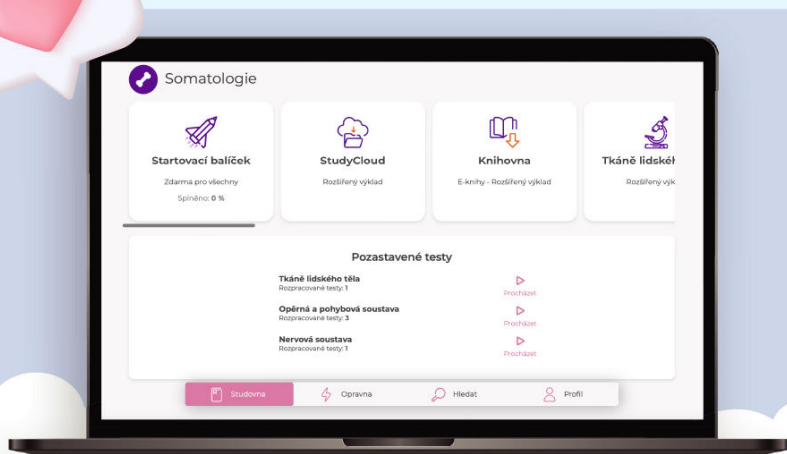 Somatologie
Startovací balíček
Zdarma pro všechny
Splněno: 0 %
StudyCloud
Rozšířený výklad
Knihovna
E-knihy - Rozšířený výklad
Tkáně lidskéh
Rozšířený výk
Pozastavené testy
Tkáně lidského těla
Rozpracované testy: 1
Procházet
Opěrná a pohybová soustava
Rozpracované testy: 3
Procházet
Nervová soustava
Rozpracované testy: 1
Procházet
Studovna
Opravna
Hledat
Profil